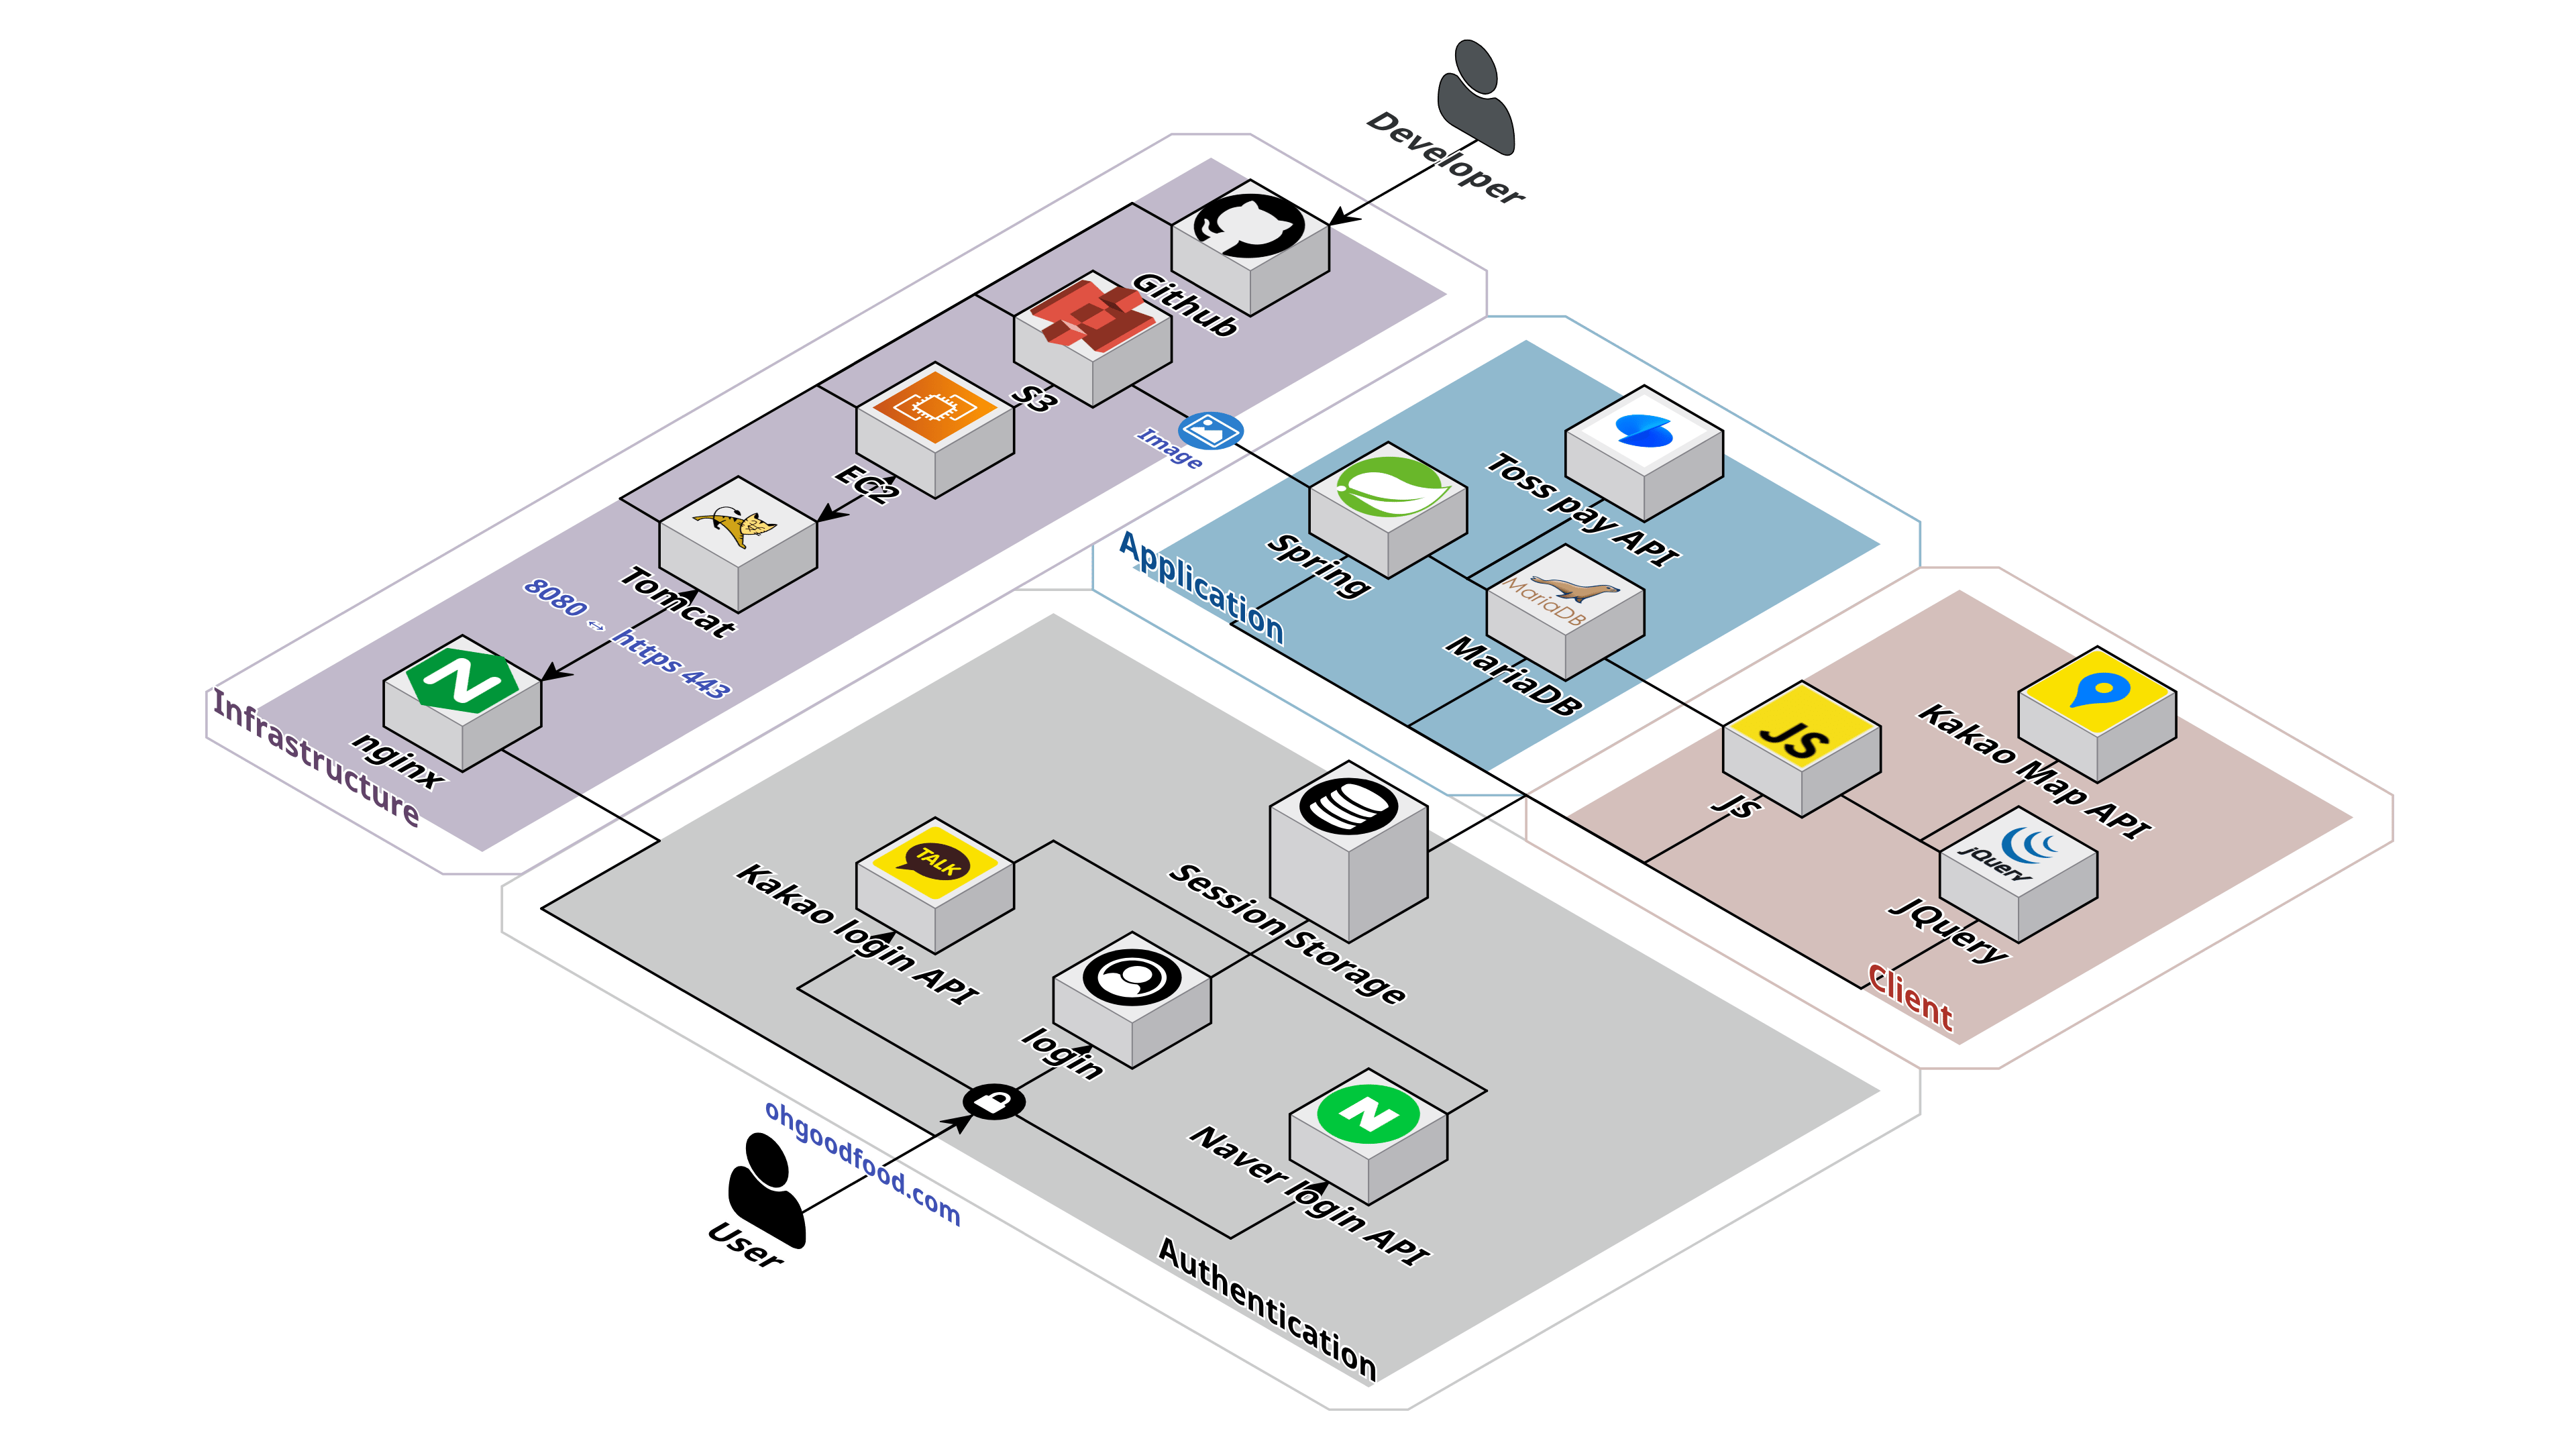 Developer
Github
S3
Image
EC2
Tomcat
8080 ↔ https 443
nginx
Infrastructure
Toss pay API
Spring
MariaDB
MariaDB
Application
JS
JS
Kakao Map API
jQuery
JQuery
Client
TALK
Kakao login API
Session Storage
login
N
Naver login API
Authentication
ohgoodfood.com
User
N